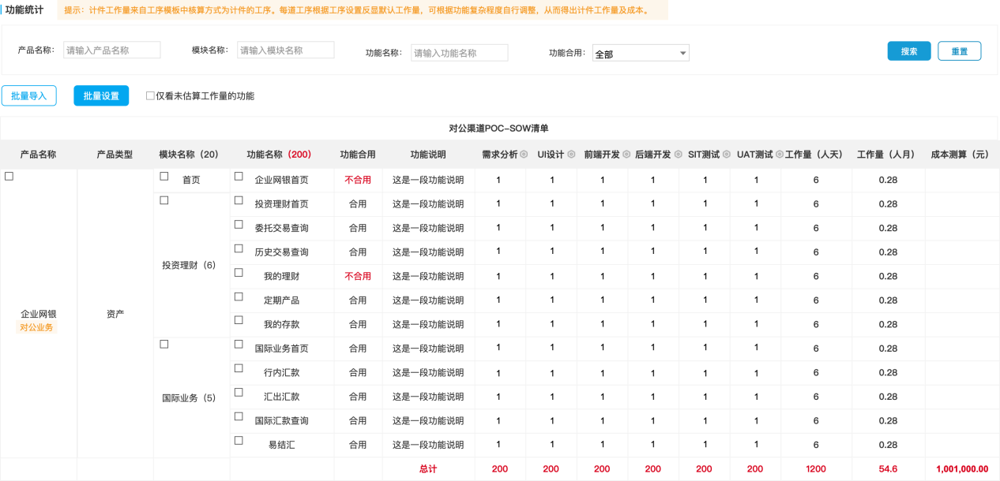 功能统计
提示：计件工作量来自工序模板中核算方式为计件的工序。每道工序根据工序设置反显默认工作量，可根据功能复杂程度自行调整，从而得出计件工作量及成本。
产品名称： 请输入产品名称 模块名称： 请输入模块名称 功能名称： 请输入功能名称 功能合用： 全部 搜索 重置
批量导入 批量设置 仅看未估算工作量的功能
对公渠道POC-SOW清单
产品名称 产品类型 模块名称（20） 功能名称（200） 功能合用 功能说明 需求分析 UI设计 前端开发 后端开发 SIT测试 UAT测试 工作量（人天） 工作量（人月） 成本测算（元）
首页 企业网银首页 不合用 这是一段功能说明 1 1 1 1 1 1 6 0.28
投资理财首页 合用 这是一段功能说明 1 1 1 1 1 1 6 0.28
委托交易查询 合用 这是一段功能说明 1 1 1 1 1 1 6 0.28
历史交易查询 合用 这是一段功能说明 1 1 1 1 1 1 6 0.28
投资理财（6）
我的理财 不合用 这是一段功能说明 1 1 1 1 1 1 6 0.28
定期产品 合用 这是一段功能说明 1 1 1 1 1 1 6 0.28
企业网银 资产
对公业务
我的存款 合用 这是一段功能说明 1 1 1 1 1 1 6 0.28
国际业务首页 合用 这是一段功能说明 1 1 1 1 1 1 6 0.28
行内汇款 合用 这是一段功能说明 1 1 1 1 1 1 6 0.28
国际业务（5） 汇出汇款 合用 这是一段功能说明 1 1 1 1 1 1 6 0.28
国际汇款查询 合用 这是一段功能说明 1 1 1 1 1 1 6 0.28
易结汇 合用 这是一段功能说明 1 1 1 1 1 1 6 0.28
总计 200 200 200 200 200 200 1200 54.6 1,001,000.00